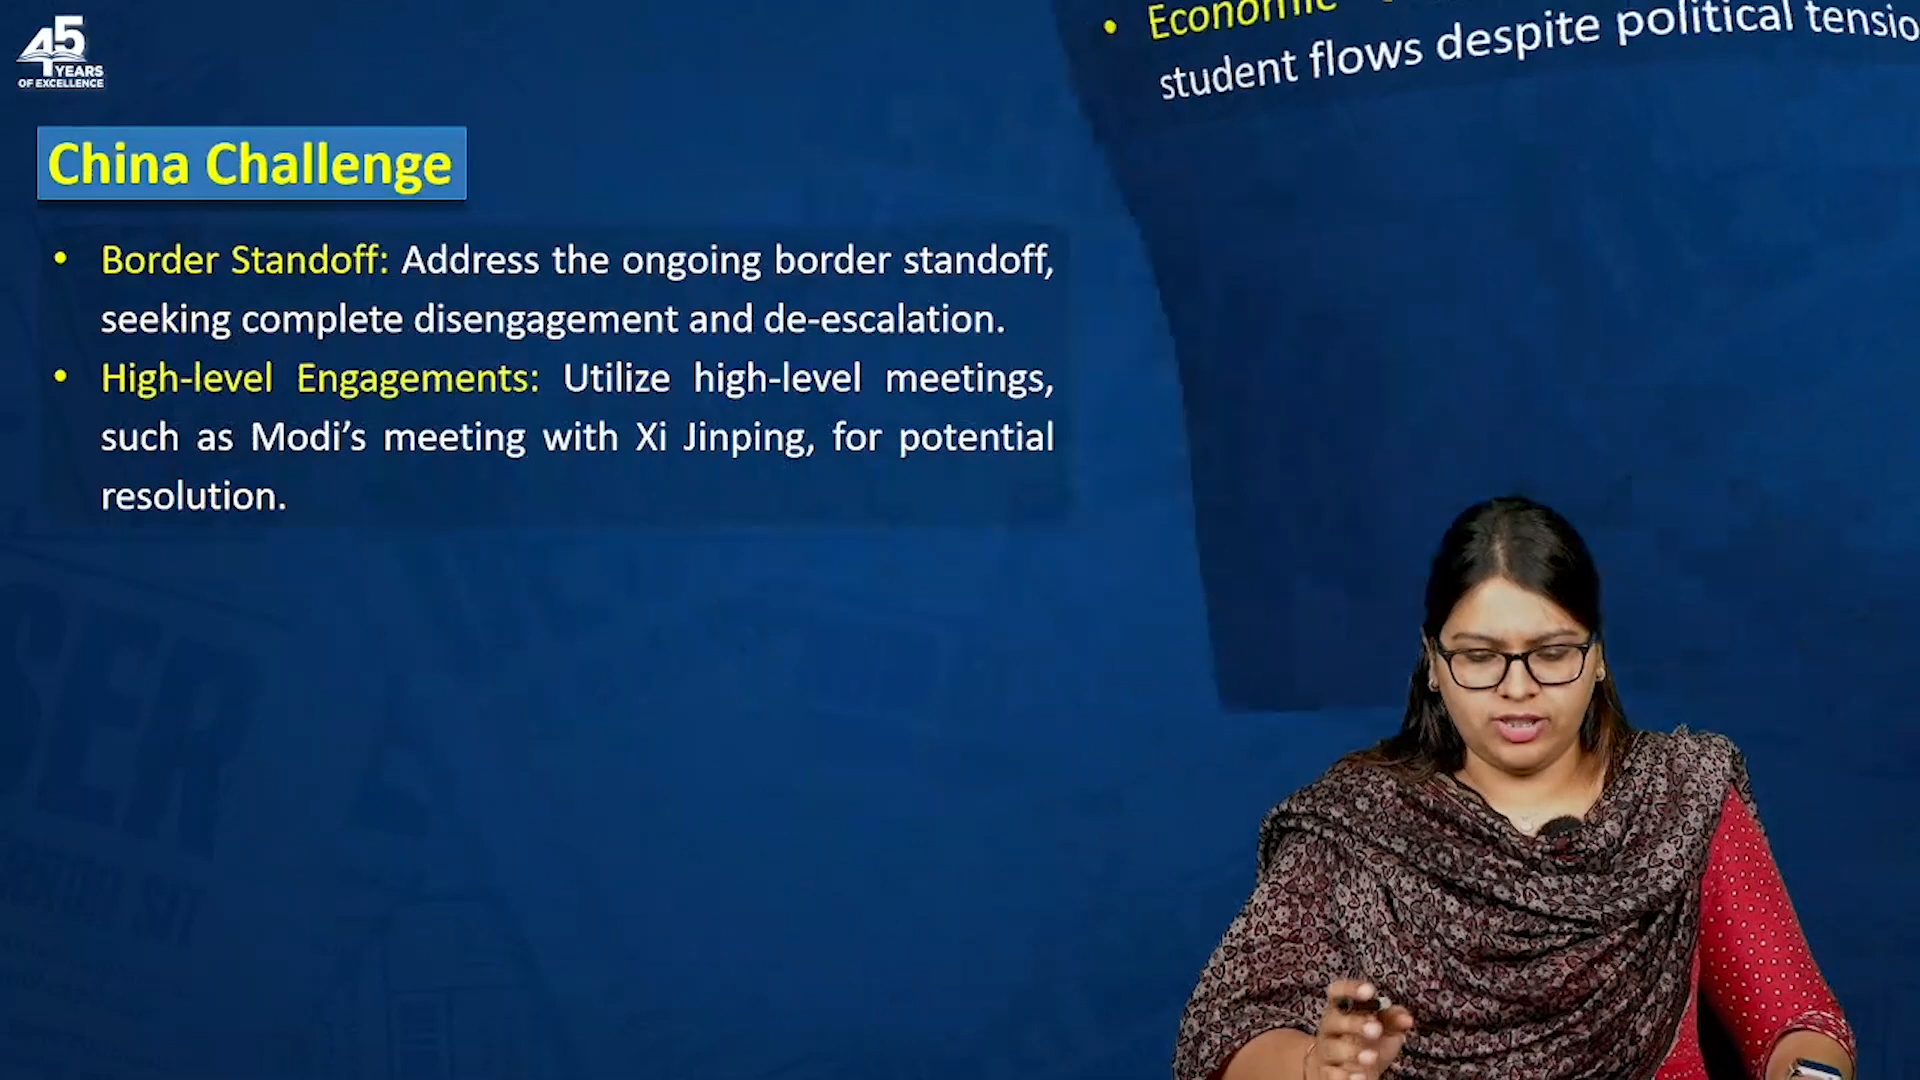 45
YEARS
OF EXCELLENCE
Economic
student flows despite political
China Challenge
• Border Standoff: Address the ongoing border standoff,
seeking complete disengagement and de-escalation.
• High-level Engagements: Utilize high-level meetings,
such as Modi’s meeting with Xi Jinping, for potential
resolution.